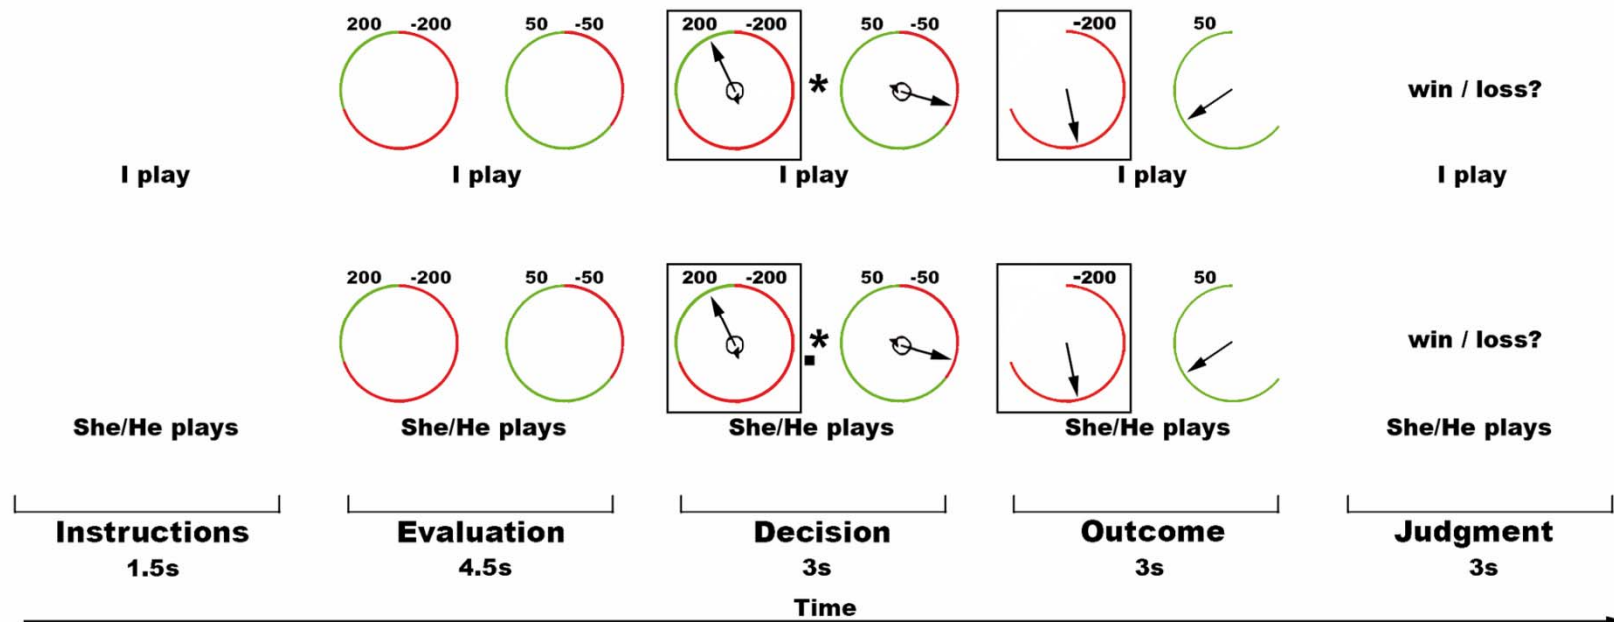 200 -200 50 -50 200 -200 * 50 -50 -200 50
win / loss?
I play I play I play I play I play
200 -200 50 -50 200 -200 .* 50 -50 -200 50
win / loss?
She/He plays She/He plays She/He plays She/He plays She/He plays
Instructions Evaluation Decision Outcome Judgment
1.5s 4.5s 3s 3s 3s
Time